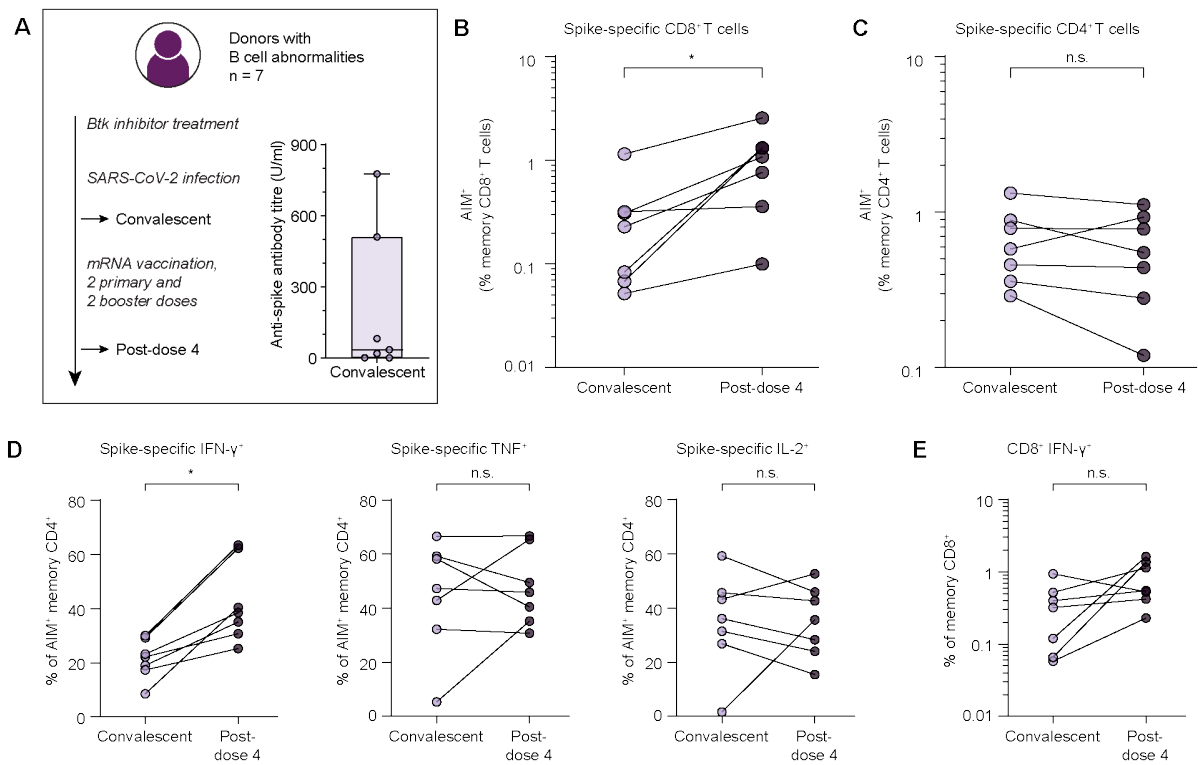 A
Donors with
B cell abnormalities
n = 7
Btk inhibitor treatment
SARS-CoV-2 infection
Convalescent
mRNA vaccination,
2 primary and
2 booster doses
Post-dose 4
Anti-spike antibody titre (U/ml)
900
600
300
0
Convalescent
B
Spike-specific CD8⁺ T cells
*
AIM⁺
(% memory CD8⁺ T cells)
10
1
0.1
0.01
Convalescent
Post-dose 4
C
Spike-specific CD4⁺ T cells
n.s.
AIM⁺
(% memory CD4⁺ T cells)
10
1
0.1
Convalescent
Post-dose 4
D
Spike-specific IFN-γ⁺
*
% of AIM⁺ memory CD4⁺
80
60
40
20
0
Convalescent
Post-
dose 4
Spike-specific TNF⁺
n.s.
% of AIM⁺ memory CD4⁺
80
60
40
20
0
Convalescent
Post-
dose 4
Spike-specific IL-2⁺
n.s.
% of AIM⁺ memory CD4⁺
80
60
40
20
0
Convalescent
Post-
dose 4
E
CD8⁺ IFN-γ⁺
n.s.
% of memory CD8⁺
10
1
0.1
0.01
Convalescent
Post-
dose 4